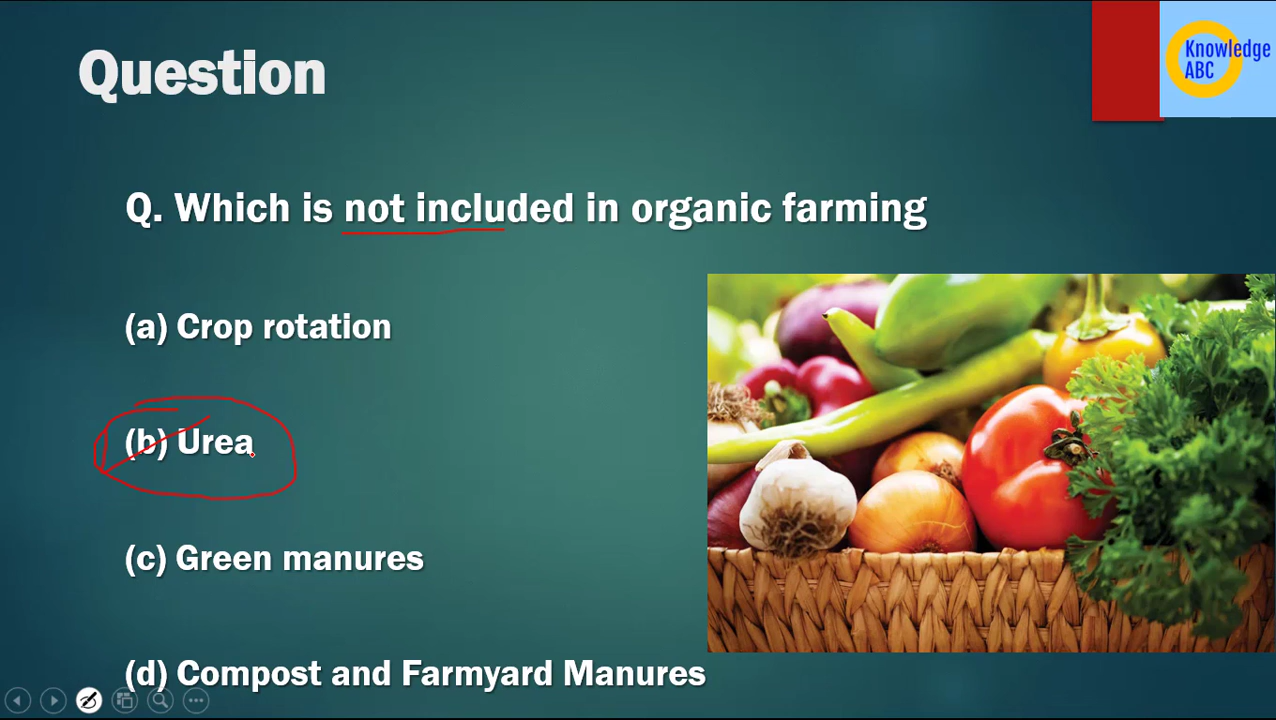 Question
Knowledge
ABC
Q. Which is not included in organic farming
(a) Crop rotation
(b) Urea
(c) Green manures
(d) Compost and Farmyard Manures